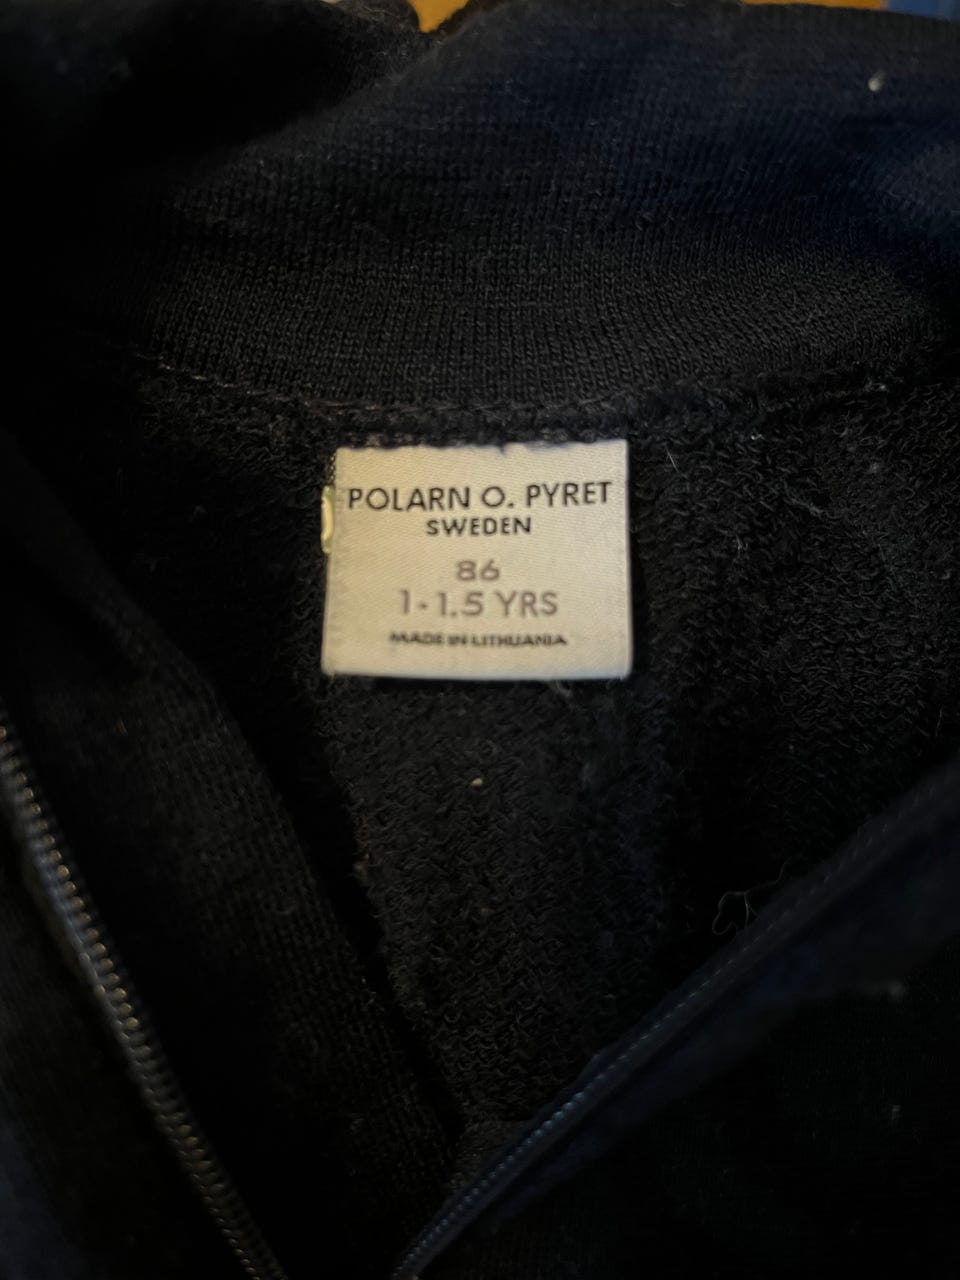 POLARN O. PYRET
SWEDEN
86
1-1.5 YRS
MADE IN LITHUANIA